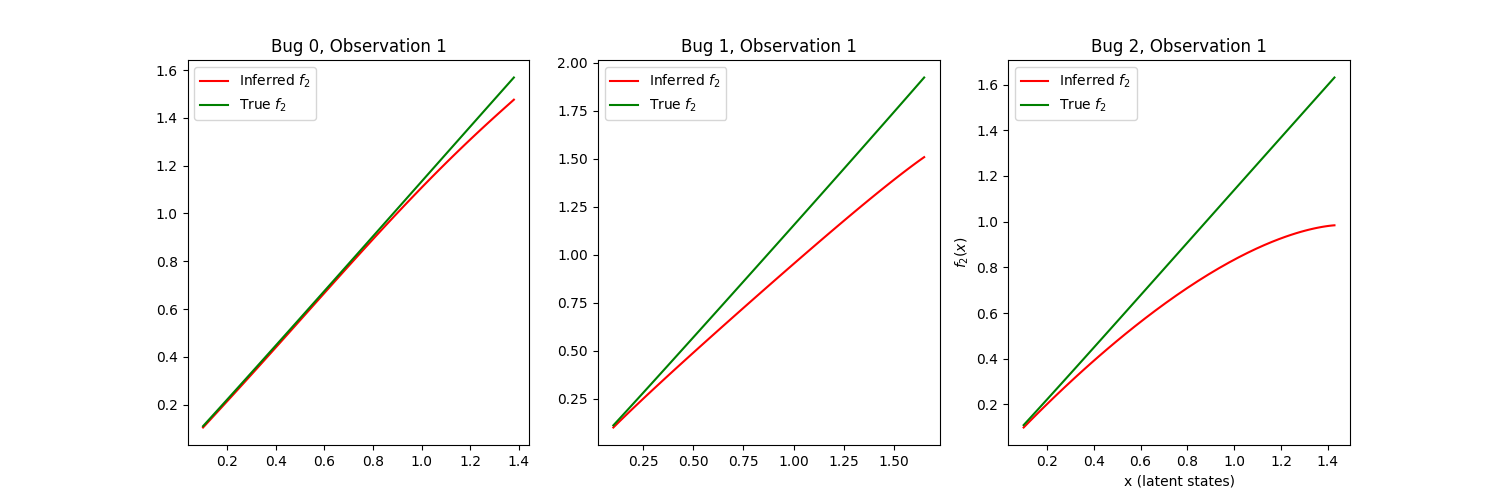 Bug 0, Observation 1
Inferred f₂
True f₂
1.6
1.4
1.2
1.0
0.8
0.6
0.4
0.2
0.2 0.4 0.6 0.8 1.0 1.2 1.4
Bug 1, Observation 1
Inferred f₂
True f₂
2.00
1.75
1.50
1.25
1.00
0.75
0.50
0.25
0.25 0.50 0.75 1.00 1.25 1.50
Bug 2, Observation 1
Inferred f₂
True f₂
f₂(x)
1.6
1.4
1.2
1.0
0.8
0.6
0.4
0.2
0.2 0.4 0.6 0.8 1.0 1.2 1.4
x (latent states)